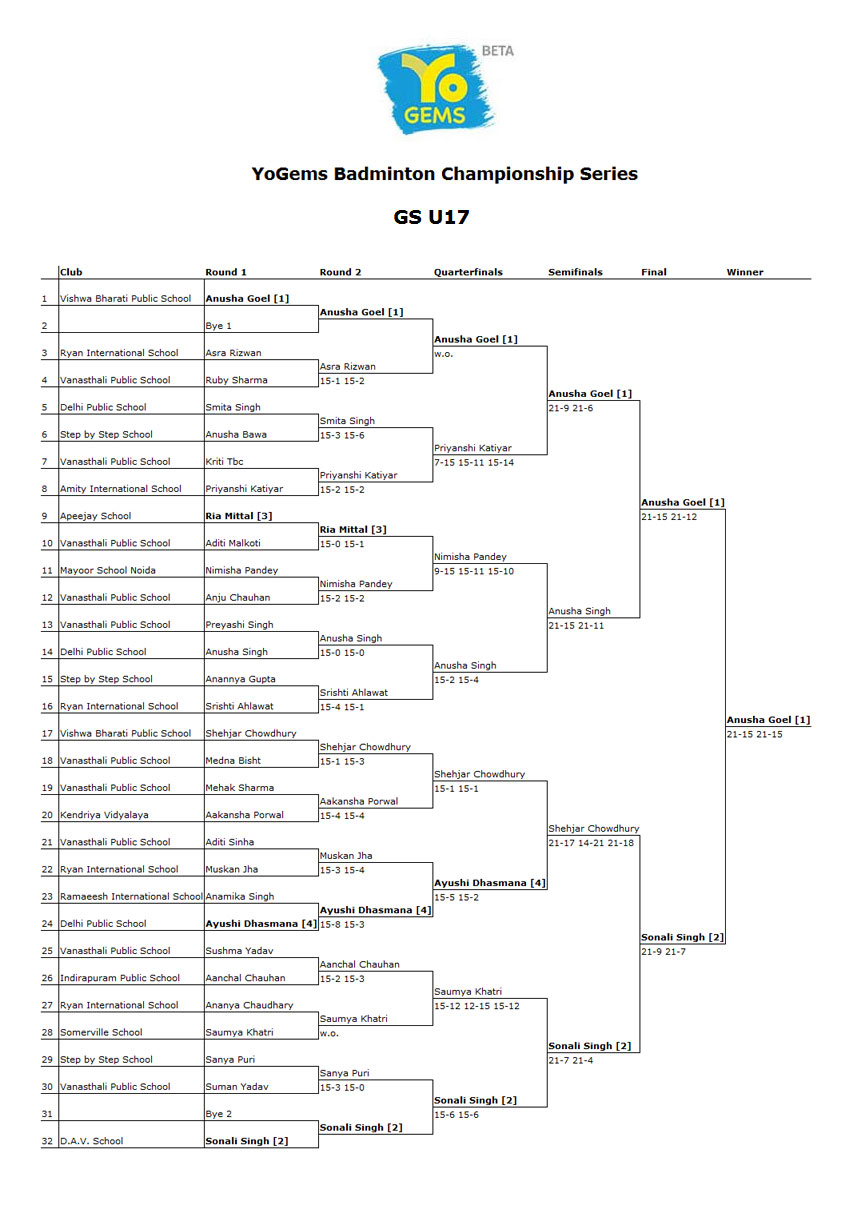 BETA
Yo
GEMS
YoGems Badminton Championship Series
GS U17
Club Round 1 Round 2 Quarterfinals Semifinals Final Winner
1 Vishwa Bharati Public School Anusha Goel [1]
Anusha Goel [1]
2 Bye 1
Anusha Goel [1]
3 Ryan International School Asra Rizwan w.o.
Asra Rizwan
4 Vanasthali Public School Ruby Sharma 15-1 15-2
Anusha Goel [1]
5 Delhi Public School Smita Singh 21-9 21-6
Smita Singh
6 Step by Step School Anusha Bawa 15-3 15-6
Priyanshi Katiyar
7 Vanasthali Public School Kriti Tbc 7-15 15-11 15-14
Priyanshi Katiyar
8 Amity International School Priyanshi Katiyar 15-2 15-2
Anusha Goel [1]
9 Apeejay School Ria Mittal [3] 21-15 21-12
Ria Mittal [3]
10 Vanasthali Public School Aditi Malkoti 15-0 15-1
Nimisha Pandey
11 Mayoor School Noida Nimisha Pandey 9-15 15-11 15-10
Nimisha Pandey
12 Vanasthali Public School Anju Chauhan 15-2 15-2
Anusha Singh
13 Vanasthali Public School Preyashi Singh 21-15 21-11
Anusha Singh
14 Delhi Public School Anusha Singh 15-0 15-0
Anusha Singh
15 Step by Step School Anannya Gupta 15-2 15-4
Srishti Ahlawat
16 Ryan International School Srishti Ahlawat 15-4 15-1
Anusha Goel [1]
17 Vishwa Bharati Public School Shehjar Chowdhury 21-15 21-15
Shehjar Chowdhury
18 Vanasthali Public School Medna Bisht 15-1 15-3
Shehjar Chowdhury
19 Vanasthali Public School Mehak Sharma 15-1 15-1
Aakansha Porwal
20 Kendriya Vidyalaya Aakansha Porwal 15-4 15-4
Shehjar Chowdhury
21 Vanasthali Public School Aditi Sinha 21-17 14-21 21-18
Muskan Jha
22 Ryan International School Muskan Jha 15-3 15-4
Ayushi Dhasmana [4]
23 Ramaeesh International School Anamika Singh 15-5 15-2
Ayushi Dhasmana [4]
24 Delhi Public School Ayushi Dhasmana [4] 15-8 15-3
Sonali Singh [2]
25 Vanasthali Public School Sushma Yadav 21-9 21-7
Aanchal Chauhan
26 Indirapuram Public School Aanchal Chauhan 15-2 15-3
Saumya Khatri
27 Ryan International School Ananya Chaudhary 15-12 12-15 15-12
Saumya Khatri
28 Somerville School Saumya Khatri w.o.
Sonali Singh [2]
29 Step by Step School Sanya Puri 21-7 21-4
Sanya Puri
30 Vanasthali Public School Suman Yadav 15-3 15-0
Sonali Singh [2]
31 Bye 2 15-6 15-6
Sonali Singh [2]
32 D.A.V. School Sonali Singh [2]